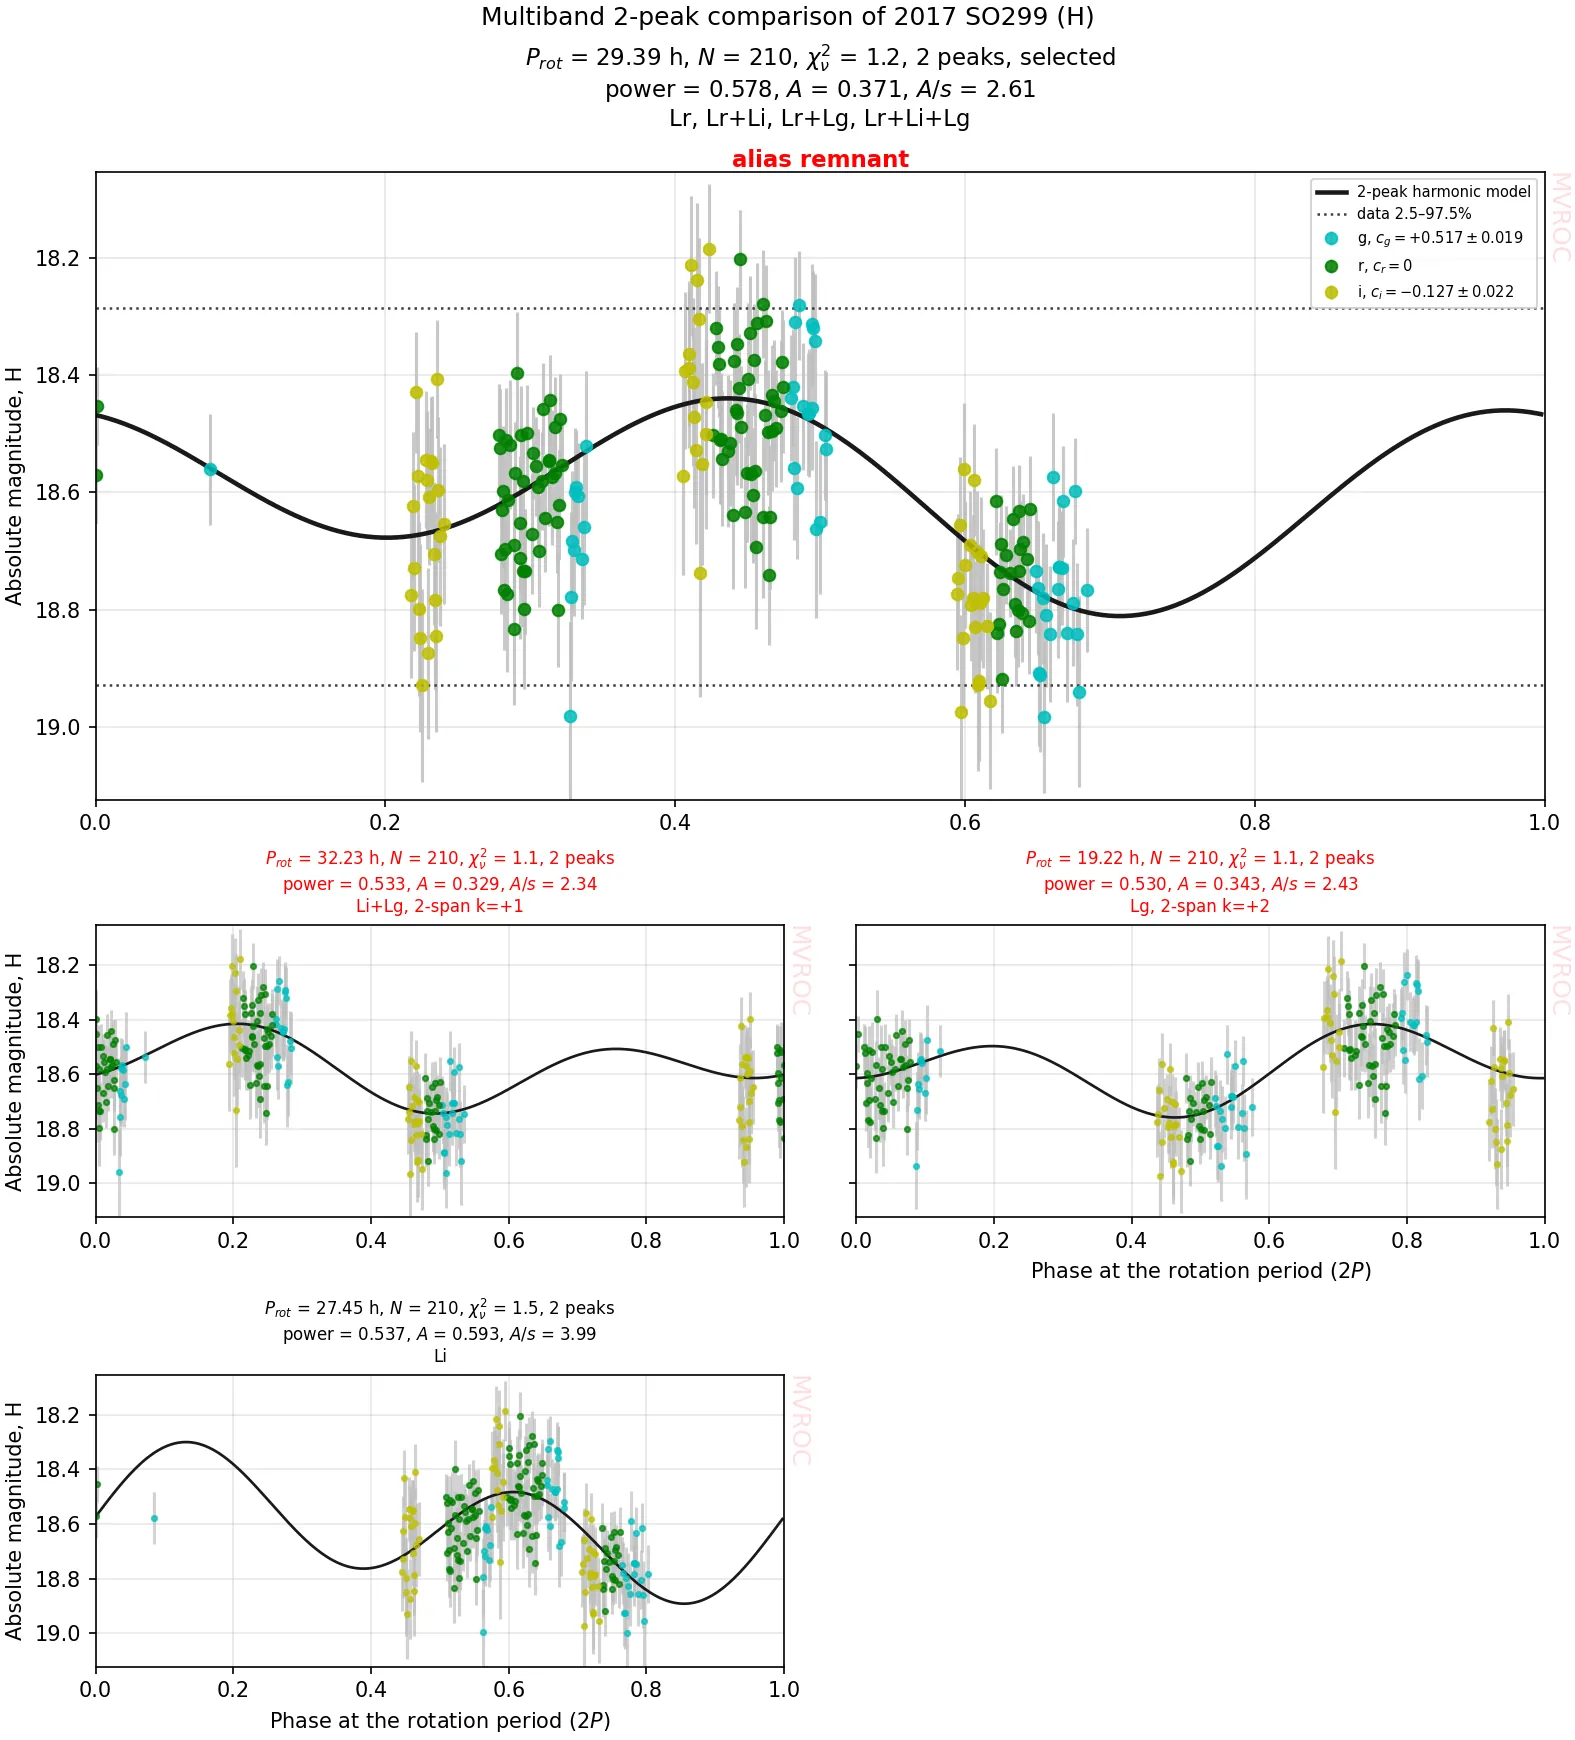 Multiband 2-peak comparison of 2017 SO299 (H)
P_rot = 29.39 h, N = 210, χ²_ν = 1.2, 2 peaks, selected
power = 0.578, A = 0.371, A/s = 2.61
Lr, Lr+Li, Lr+Lg, Lr+Li+Lg
alias remnant
2-peak harmonic model
data 2.5–97.5%
g, c_g = +0.517 ± 0.019
r, c_r = 0
i, c_i = −0.127 ± 0.022
MVROC
Absolute magnitude, H
18.2
18.4
18.6
18.8
19.0
0.0 0.2 0.4 0.6 0.8 1.0
P_rot = 32.23 h, N = 210, χ²_ν = 1.1, 2 peaks
power = 0.533, A = 0.329, A/s = 2.34
Li+Lg, 2-span k=+1
MVROC
Absolute magnitude, H
18.2
18.4
18.6
18.8
19.0
0.0 0.2 0.4 0.6 0.8 1.0
P_rot = 19.22 h, N = 210, χ²_ν = 1.1, 2 peaks
power = 0.530, A = 0.343, A/s = 2.43
Lg, 2-span k=+2
MVROC
0.0 0.2 0.4 0.6 0.8 1.0
Phase at the rotation period (2P)
P_rot = 27.45 h, N = 210, χ²_ν = 1.5, 2 peaks
power = 0.537, A = 0.593, A/s = 3.99
Li
MVROC
Absolute magnitude, H
18.2
18.4
18.6
18.8
19.0
0.0 0.2 0.4 0.6 0.8 1.0
Phase at the rotation period (2P)